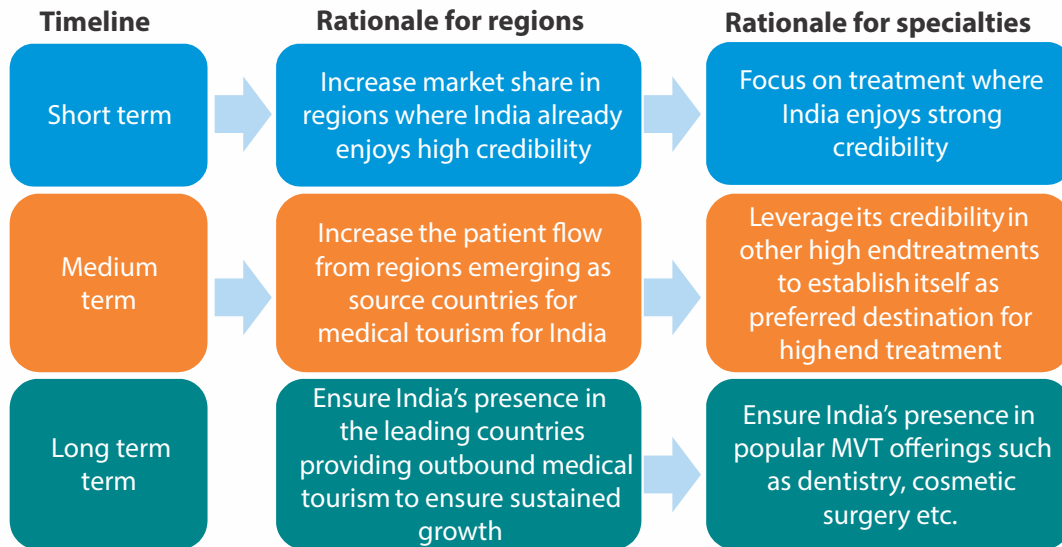 Timeline
Rationale for regions
Rationale for specialties
Short term
Increase market share in
regions where India already
enjoys high credibility
Focus on treatment where
India enjoys strong
credibility
Medium
term
Increase the patient flow
from regions emerging as
source countries for
medical tourism for India
Leverage its credibility in
other high endtreatments
to establish itself as
preferred destination for
highend treatment
Long term
term
Ensure India’s presence in
the leading countries
providing outbound medical
tourism to ensure sustained
growth
Ensure India’s presence in
popular MVT offerings such
as dentistry, cosmetic
surgery etc.